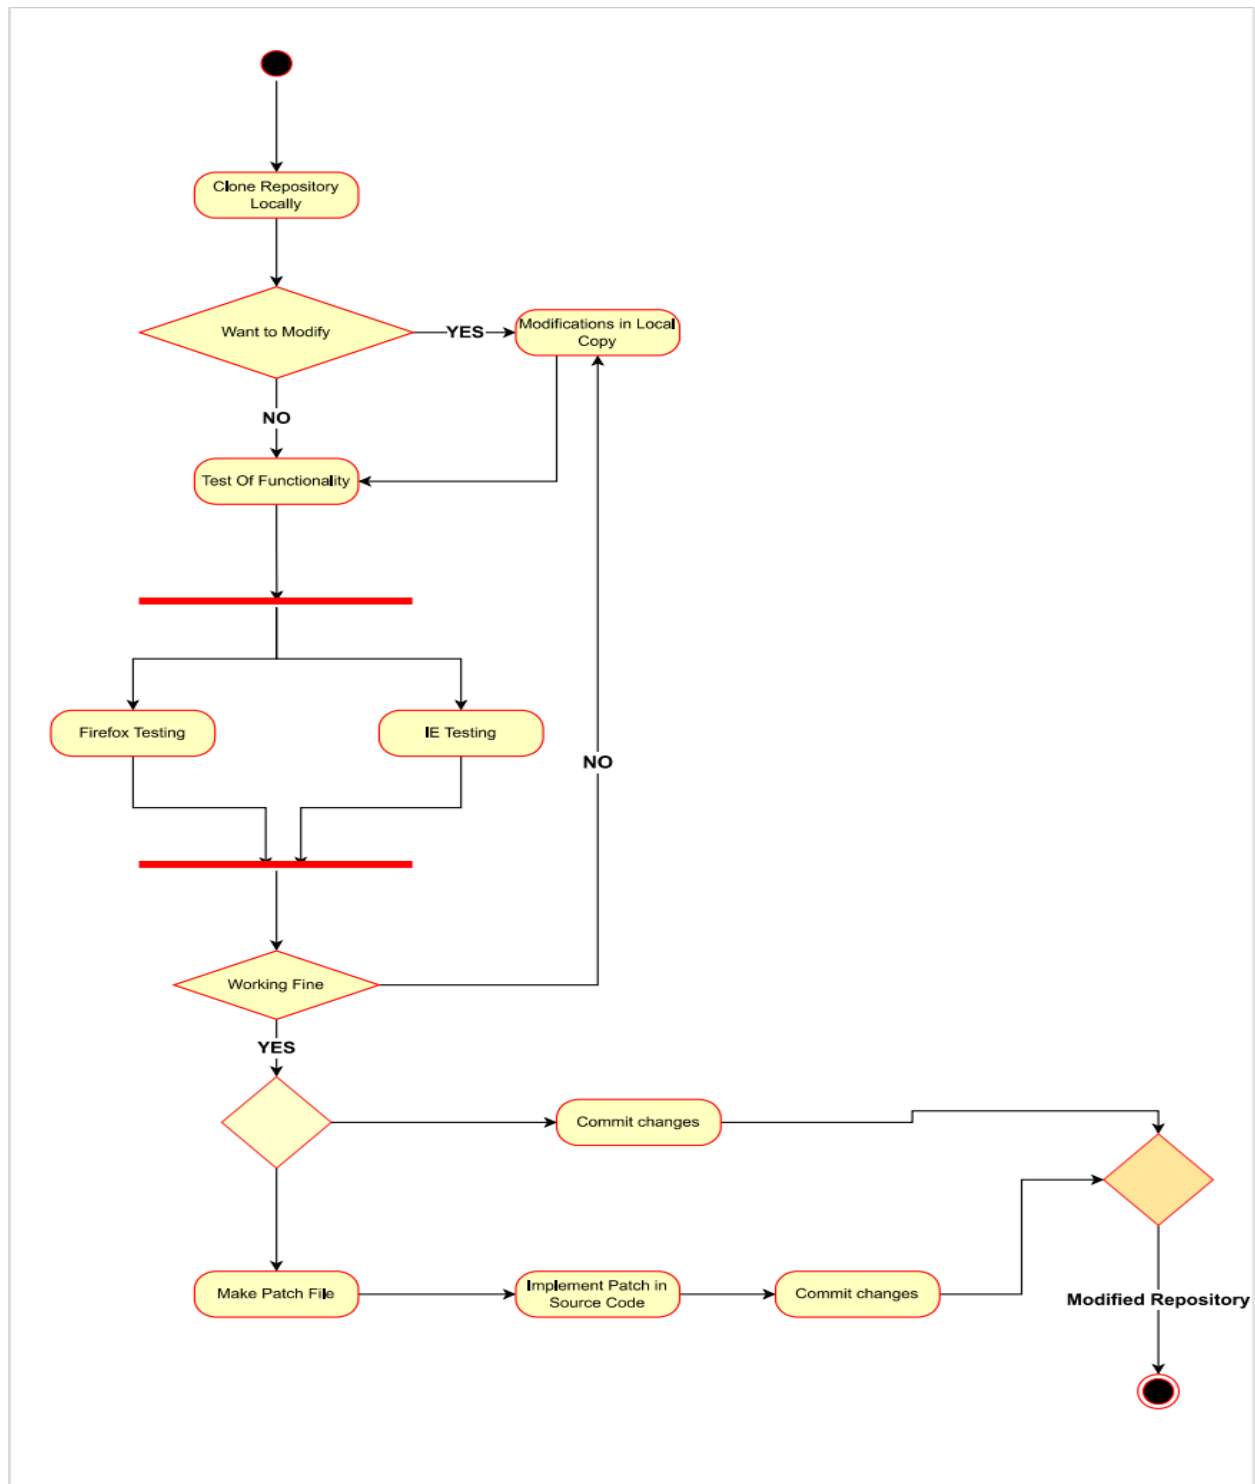 Clone Repository
Locally
Want to Modify
YES
Modifications in Local
Copy
NO
Test Of Functionality
Firefox Testing
IE Testing
NO
Working Fine
YES
Commit changes
Make Patch File
Implement Patch in
Source Code
Commit changes
Modified Repository